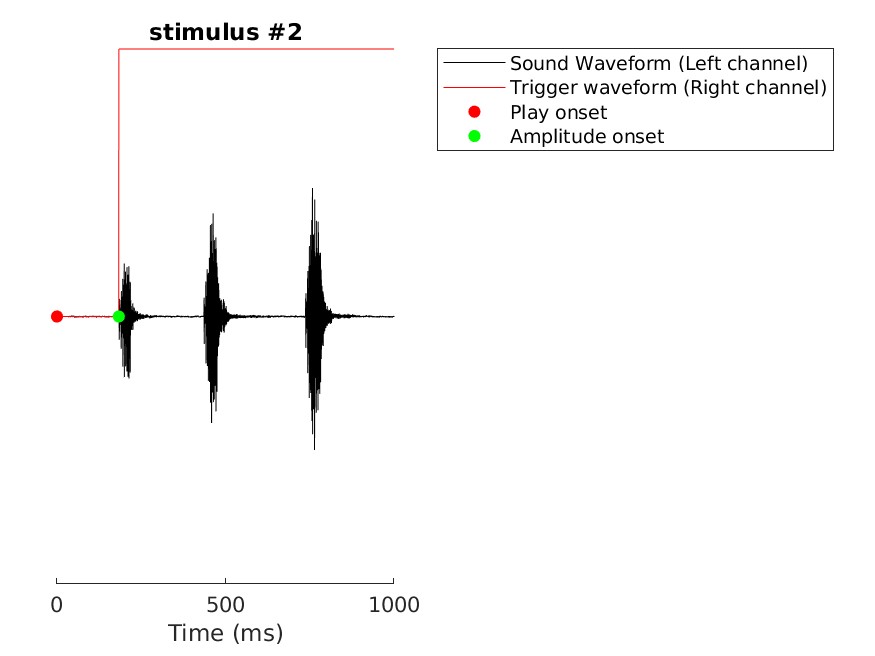 stimulus #2
Sound Waveform (Left channel)
Trigger waveform (Right channel)
Play onset
Amplitude onset
0 500 1000
Time (ms)